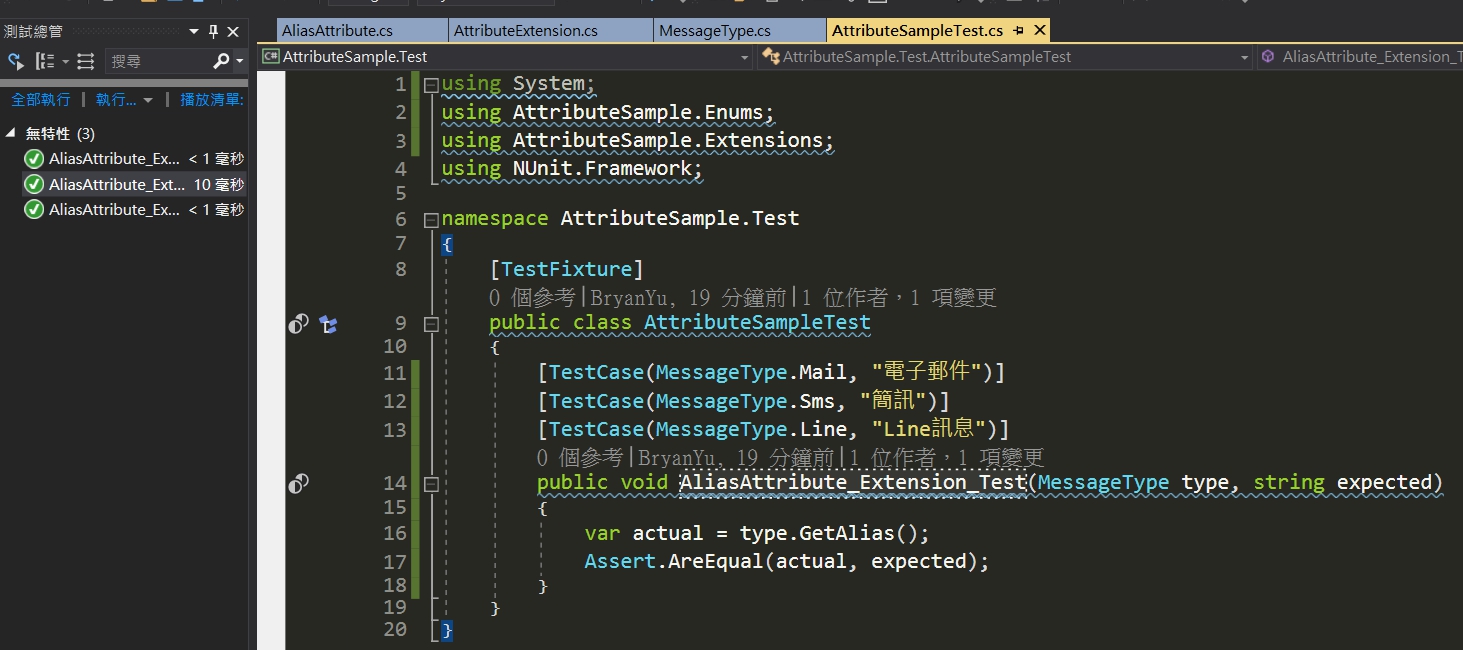 測試總管
搜尋
全部執行 | 執行... | 播放清單:
無特性 (3)
AliasAttribute_Ex... < 1 毫秒
AliasAttribute_Ext... 10 毫秒
AliasAttribute_Ex... < 1 毫秒
AliasAttribute.cs AttributeExtension.cs MessageType.cs AttributeSampleTest.cs
C# AttributeSample.Test AttributeSample.Test.AttributeSampleTest AliasAttribute_Extension_T
1 using System;
2 using AttributeSample.Enums;
3 using AttributeSample.Extensions;
4 using NUnit.Framework;
5
6 namespace AttributeSample.Test
7 {
8 [TestFixture]
0 個參考|BryanYu, 19 分鐘前|1 位作者，1 項變更
9 public class AttributeSampleTest
10 {
11 [TestCase(MessageType.Mail, "電子郵件")]
12 [TestCase(MessageType.Sms, "簡訊")]
13 [TestCase(MessageType.Line, "Line訊息")]
0 個參考|BryanYu, 19 分鐘前|1 位作者，1 項變更
14 public void AliasAttribute_Extension_Test(MessageType type, string expected)
15 {
16 var actual = type.GetAlias();
17 Assert.AreEqual(actual, expected);
18 }
19 }
20 }